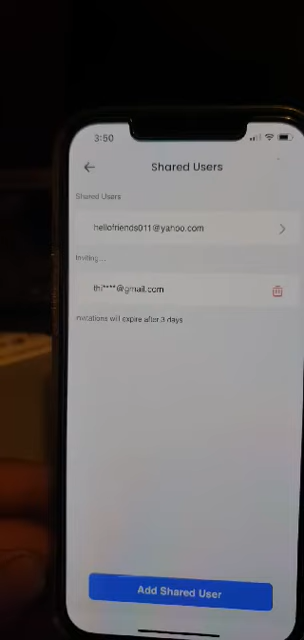 3:50
Shared Users
Shared Users
hellofriends011@yahoo.com
Inviting...
thi****@gmail.com
Invitations will expire after 3 days
Add Shared User